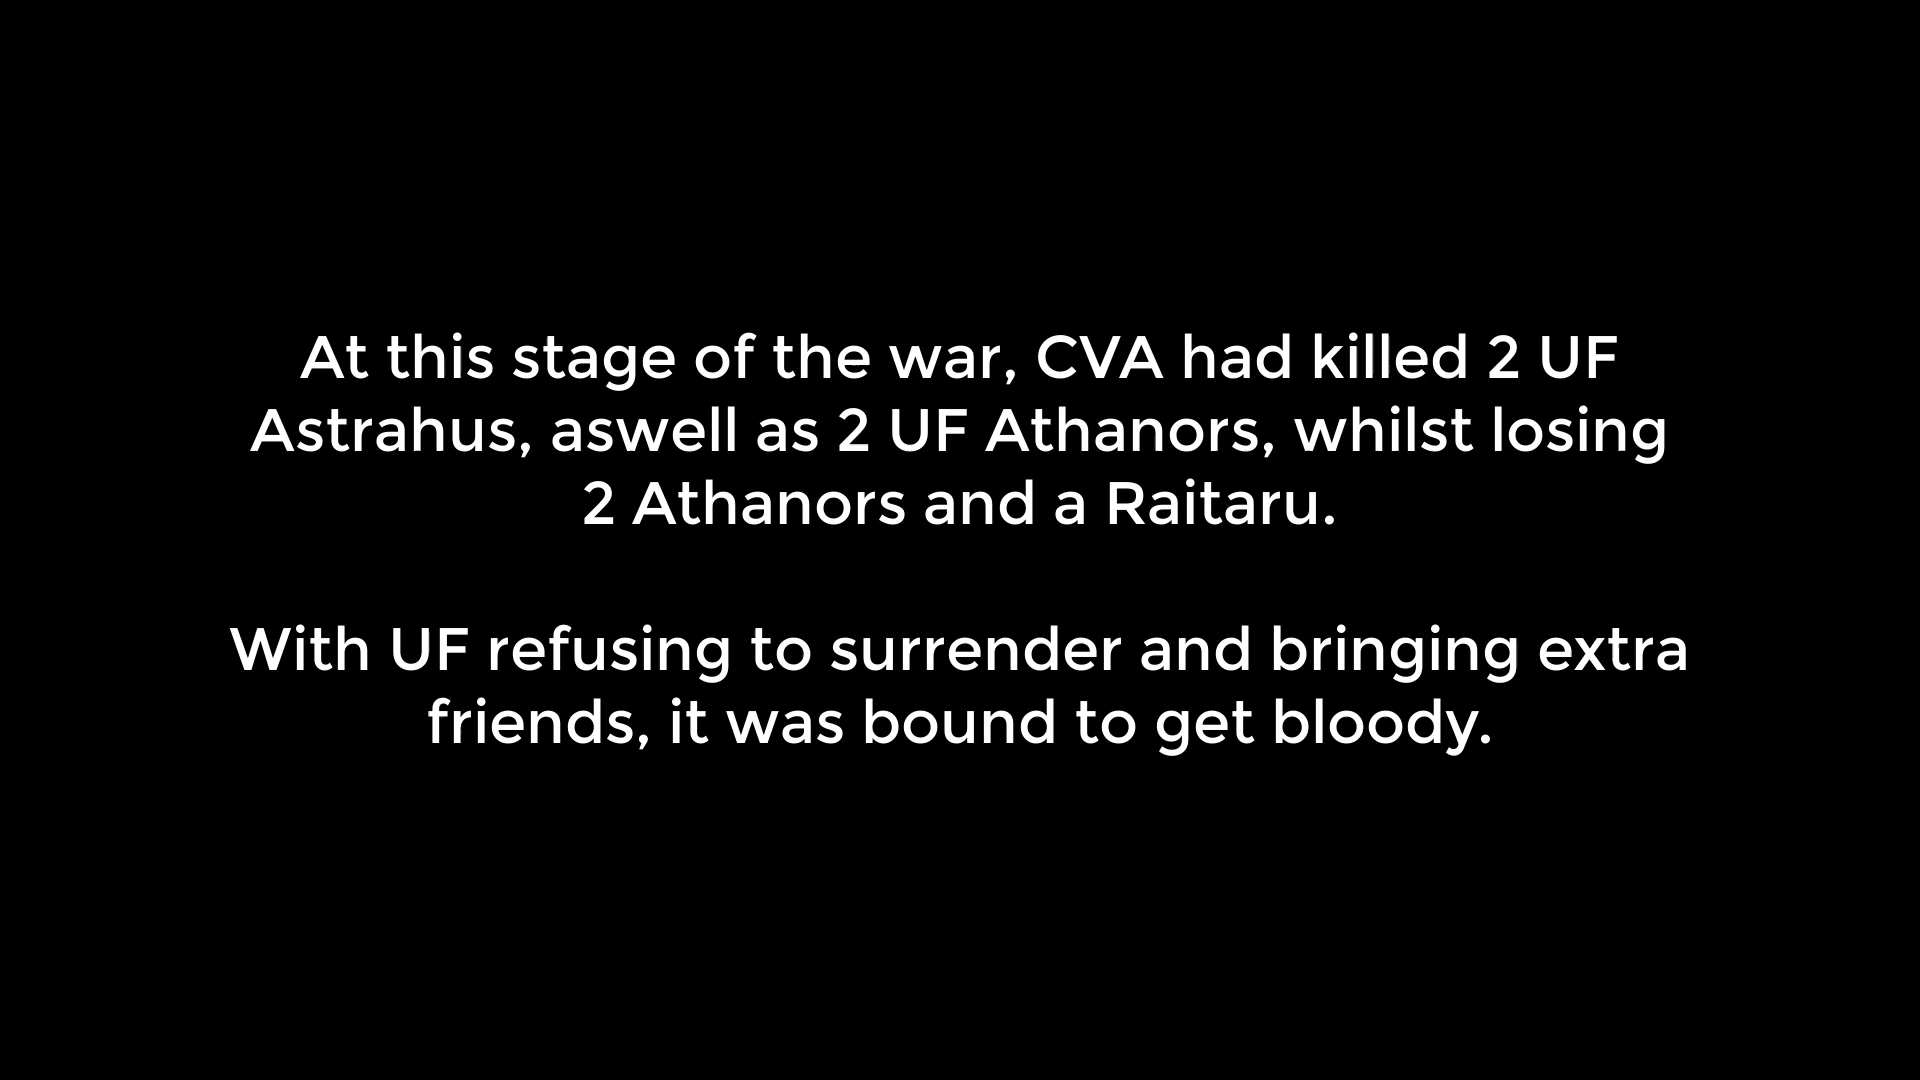 At this stage of the war, CVA had killed 2 UF
Astrahus, aswell as 2 UF Athanors, whilst losing
2 Athanors and a Raitaru.
With UF refusing to surrender and bringing extra
friends, it was bound to get bloody.